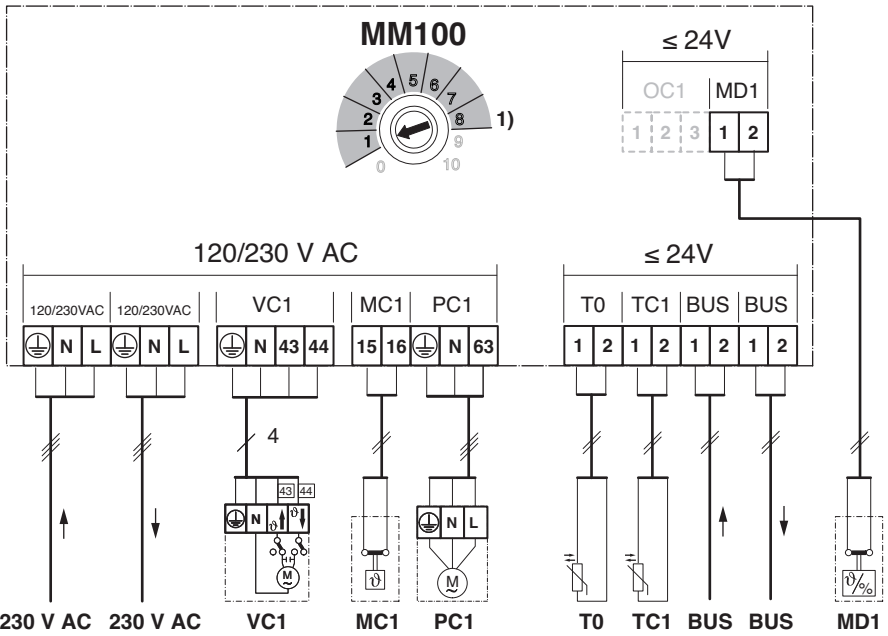 MM100
≤ 24V
OC1 MD1
1 2 3 1 2
0 1 2 3 4 5 6 7 8 9 10
1)
120/230 V AC
≤ 24V
120/230VAC 120/230VAC VC1 MC1 PC1 T0 TC1 BUS BUS
N L N L N 43 44 15 16 N 63 1 2 1 2 1 2 1 2
4
43 44
N ϑ ϑ
N L
M
~
ϑ
M
~
ϑ/%
230 V AC 230 V AC VC1 MC1 PC1 T0 TC1 BUS BUS MD1